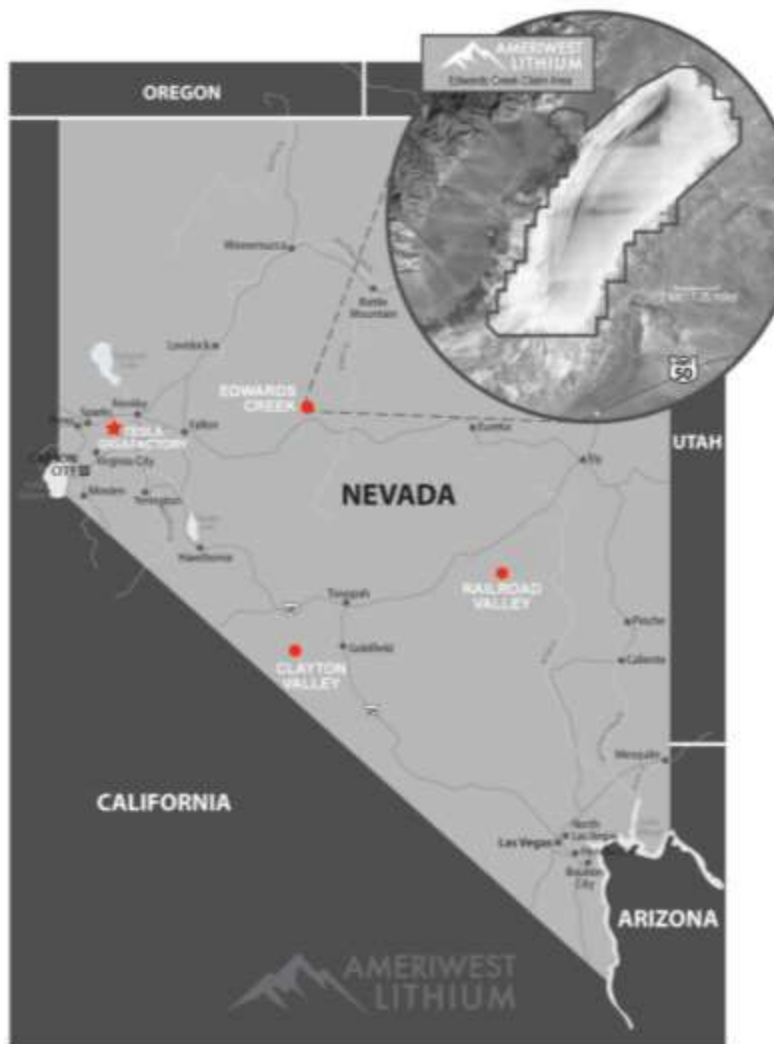 AMERIWEST
LITHIUM
Edwards Creek Claim Area
OREGON
Winnemucca
Battle
Mountain
Lovelock
50
EDWARDS
CREEK
Sparks
Fallon
TESLA
GIGAFACTORY
Eureka
UTAH
Virginia City
CITY
Ely
Minden
Yerington
NEVADA
Hawthorne
RAILROAD
VALLEY
Tonopah
Pioche
Goldfield
Caliente
CLAYTON
VALLEY
Mesquite
CALIFORNIA
North
Las Vegas
Las Vegas
Boulder
City
ARIZONA
AMERIWEST
LITHIUM